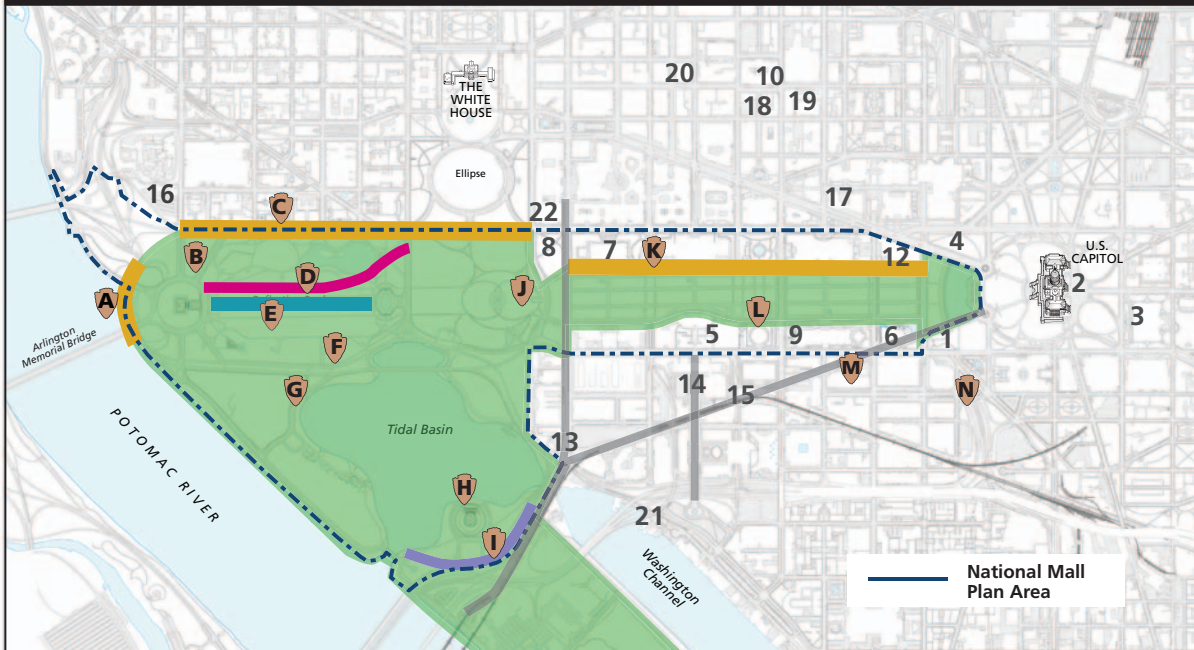 20
10
THE
WHITE
HOUSE
18
19
Ellipse
16
17
C
22
4
B
8
7
K
12
U.S.
CAPITOL
D
2
A
E
J
L
3
Arlington
Memorial Bridge
F
5
9
6
1
M
G
14
15
N
POTOMAC RIVER
Tidal Basin
13
H
21
I
Washington
Channel
National Mall
Plan Area